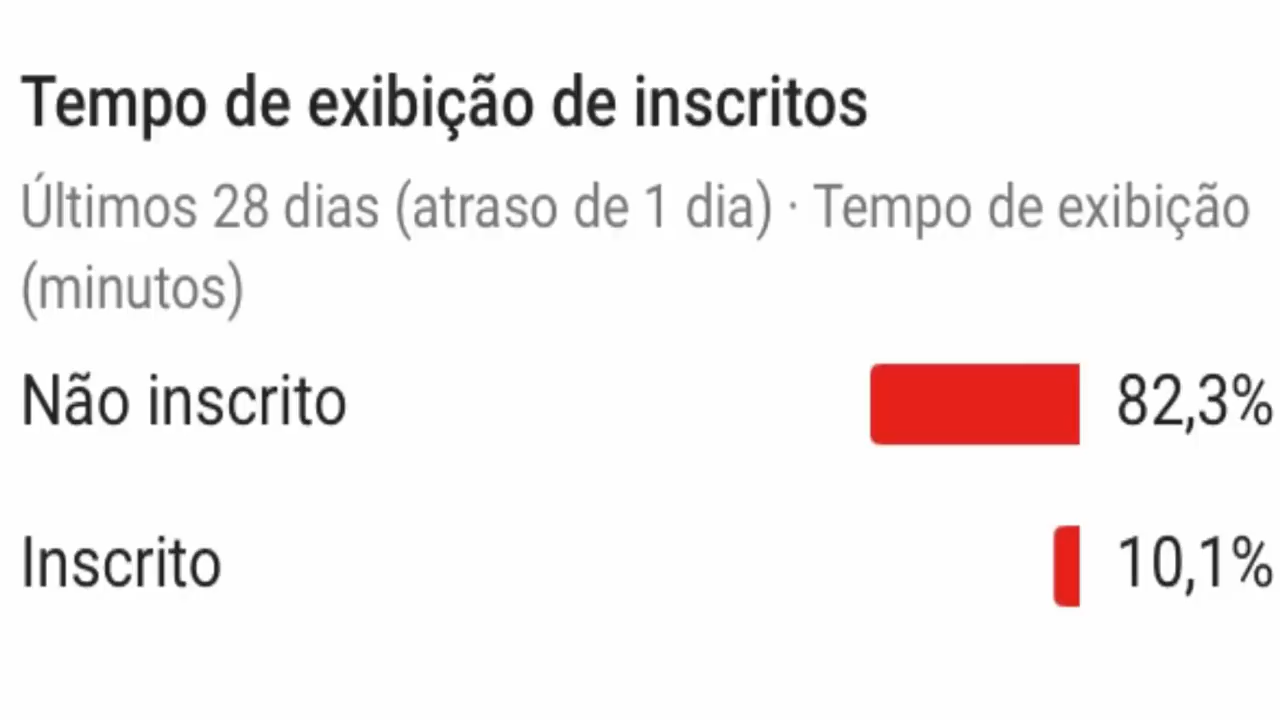 Tempo de exibição de inscritos
Últimos 28 dias (atraso de 1 dia) · Tempo de exibição
(minutos)
Não inscrito 82,3%
Inscrito 10,1%